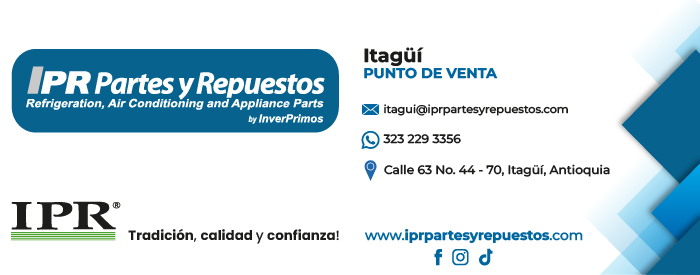 IPR Partes y Repuestos
Refrigeration, Air Conditioning and Appliance Parts
by InverPrimos
IPR®
Tradición, calidad y confianza!
Itagüí
PUNTO DE VENTA
itagui@iprpartesyrepuestos.com
323 229 3356
Calle 63 No. 44 - 70, Itagüí, Antioquia
www.iprpartesyrepuestos.com